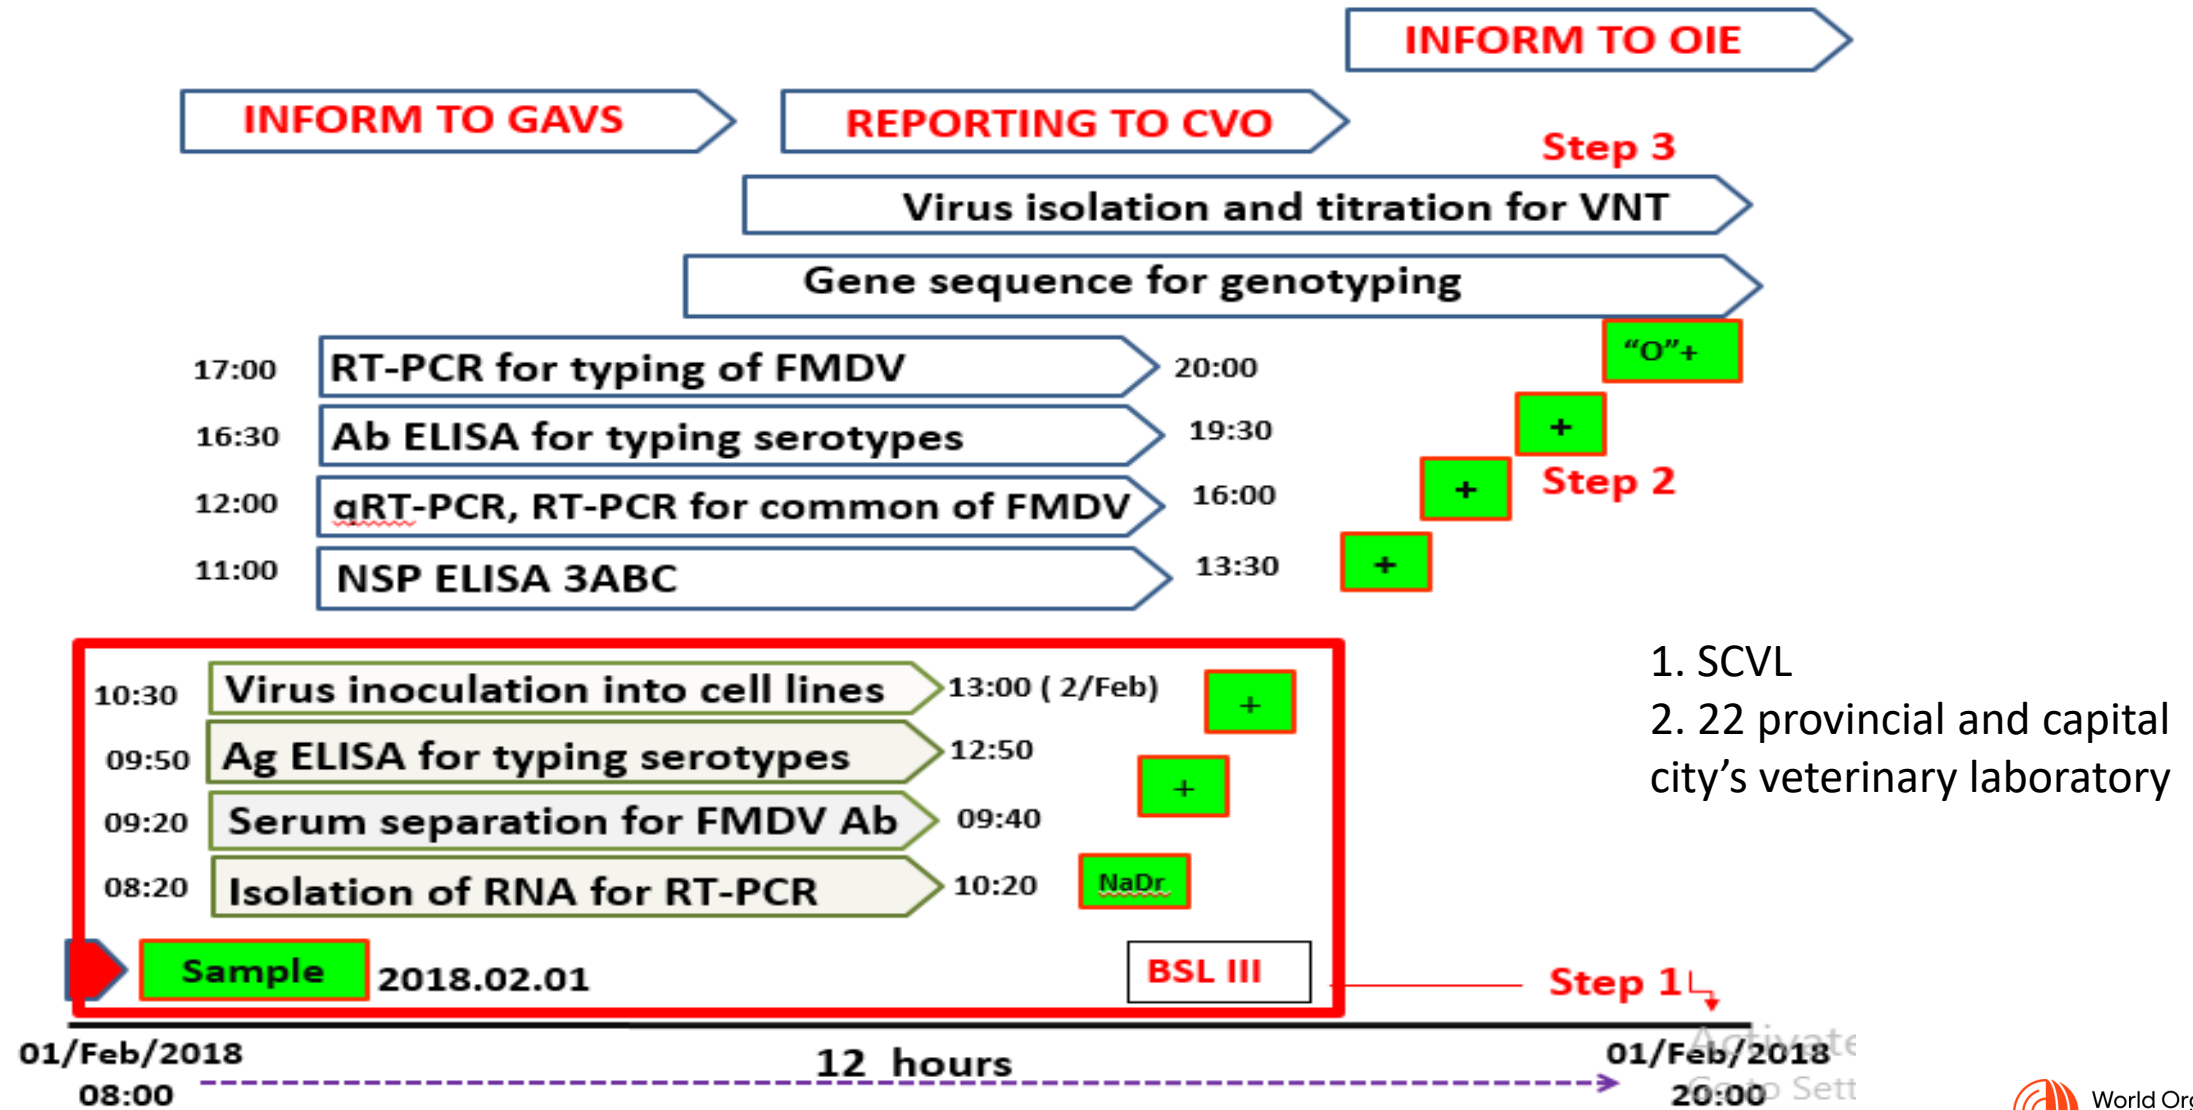 INFORM TO OIE
INFORM TO GAVS
REPORTING TO CVO
Step 3
Virus isolation and titration for VNT
Gene sequence for genotyping
17:00 RT-PCR for typing of FMDV 20:00 “O”+
16:30 Ab ELISA for typing serotypes 19:30 +
Step 2
12:00 qRT-PCR, RT-PCR for common of FMDV 16:00 +
11:00 NSP ELISA 3ABC 13:30 +
10:30 Virus inoculation into cell lines 13:00 ( 2/Feb) +
09:50 Ag ELISA for typing serotypes 12:50 +
09:20 Serum separation for FMDV Ab 09:40
08:20 Isolation of RNA for RT-PCR 10:20 NaDr
Sample 2018.02.01 BSL III
Step 1
1. SCVL
2. 22 provincial and capital
city’s veterinary laboratory
01/Feb/2018
08:00
12 hours
01/Feb/2018
20:00
Activate
Go to Sett
World Org